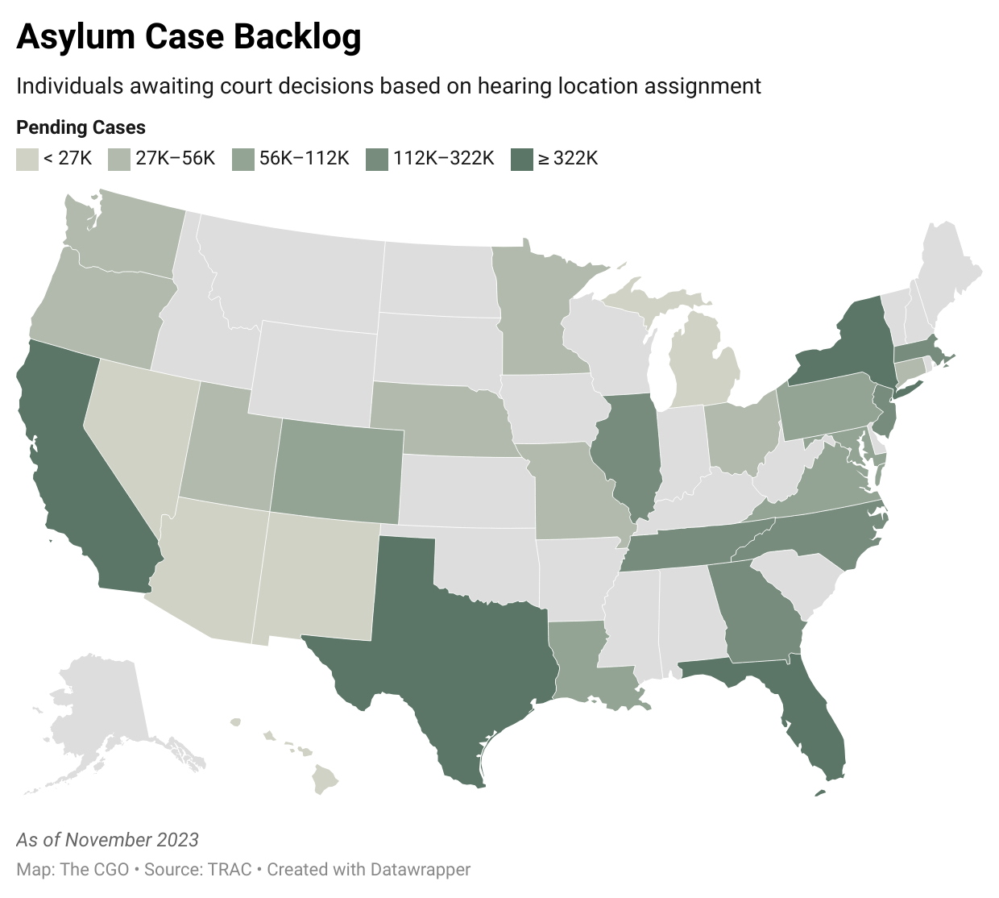 Asylum Case Backlog
Individuals awaiting court decisions based on hearing location assignment
Pending Cases
< 27K 27K–56K 56K–112K 112K–322K ≥ 322K
As of November 2023
Map: The CGO • Source: TRAC • Created with Datawrapper